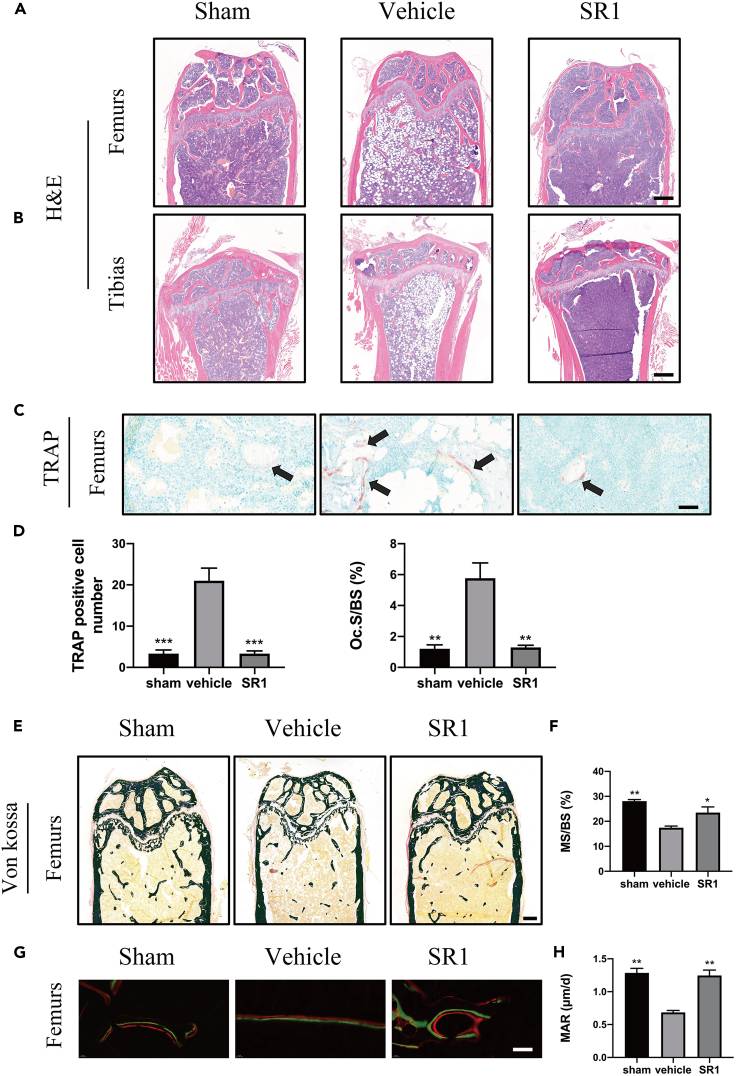 A
Sham
Vehicle
SR1
H&E
Femurs
B
Tibias
C
TRAP
Femurs
D
TRAP positive cell
number
30
20
10
0
***
***
sham
vehicle
SR1
Oc.S/BS (%)
8
6
4
2
0
**
**
sham
vehicle
SR1
E
Sham
Vehicle
SR1
Von kossa
Femurs
F
MS/BS (%)
40
30
20
10
0
**
*
sham
vehicle
SR1
G
Sham
Vehicle
SR1
Femurs
H
MAR (μm/d)
1.5
1.0
0.5
0.0
**
**
sham
vehicle
SR1